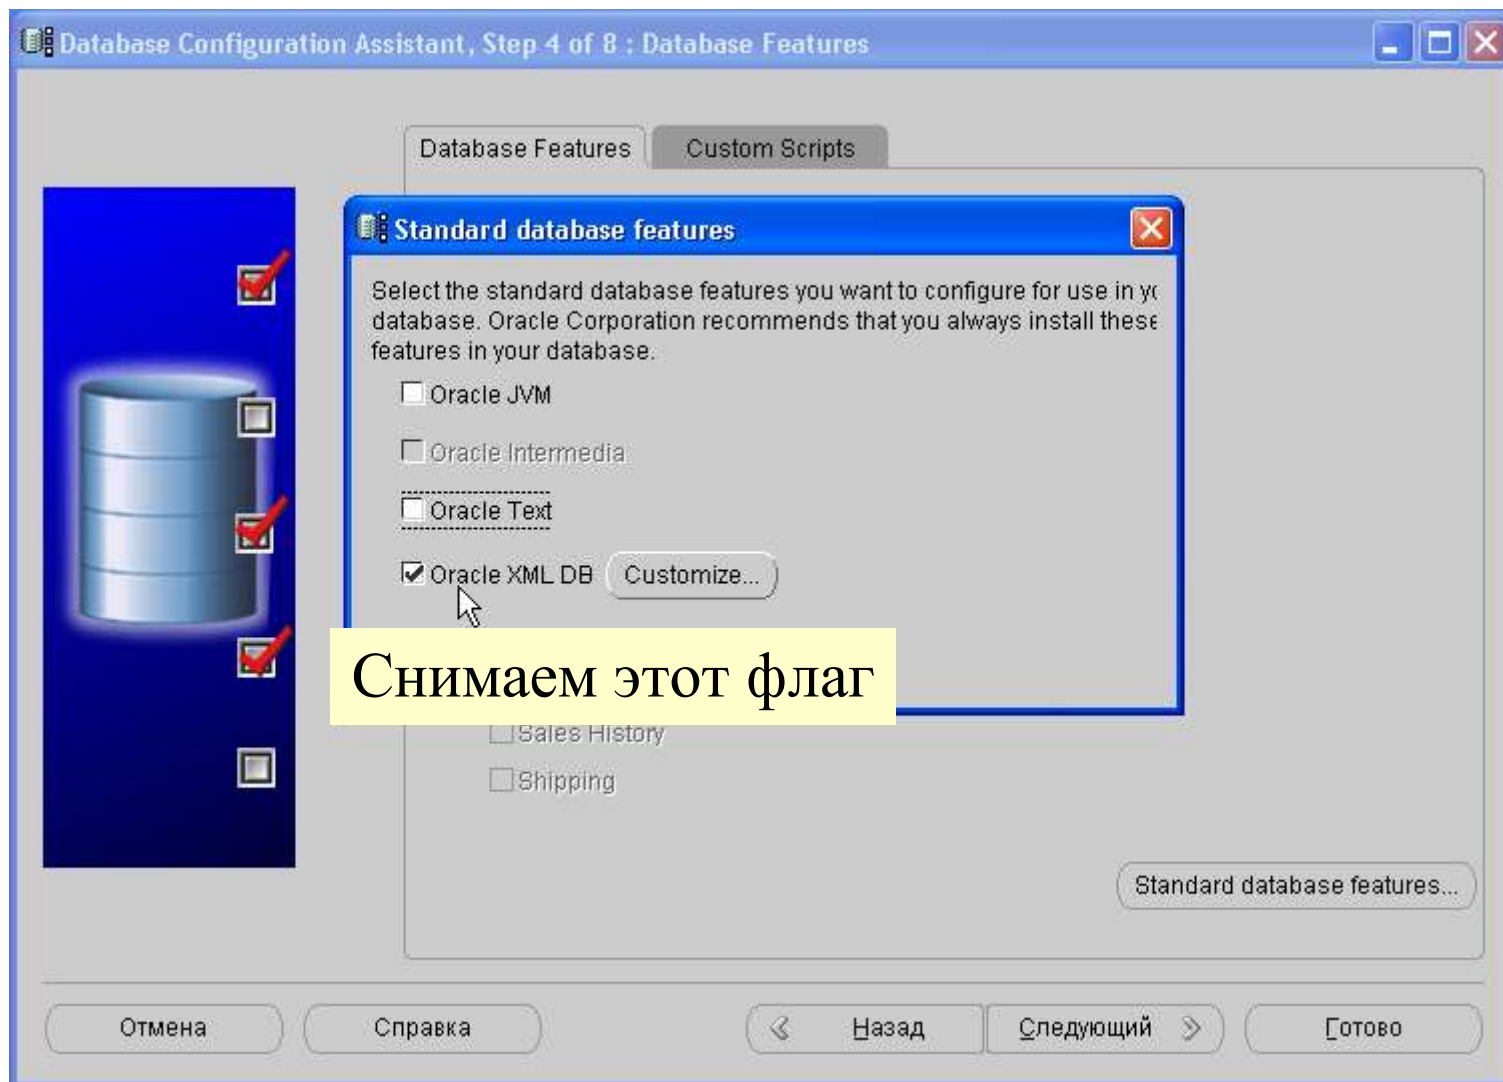 Database Configuration Assistant, Step 4 of 8 : Database Features
Database Features
Custom Scripts
Standard database features
Select the standard database features you want to configure for use in yo
database. Oracle Corporation recommends that you always install these
features in your database.
Oracle JVM
Oracle Intermedia
Oracle Text
Oracle XML DB
Customize...
Снимаем этот флаг
Sales History
Shipping
Standard database features...
Отмена
Справка
Назад
Следующий
Готово